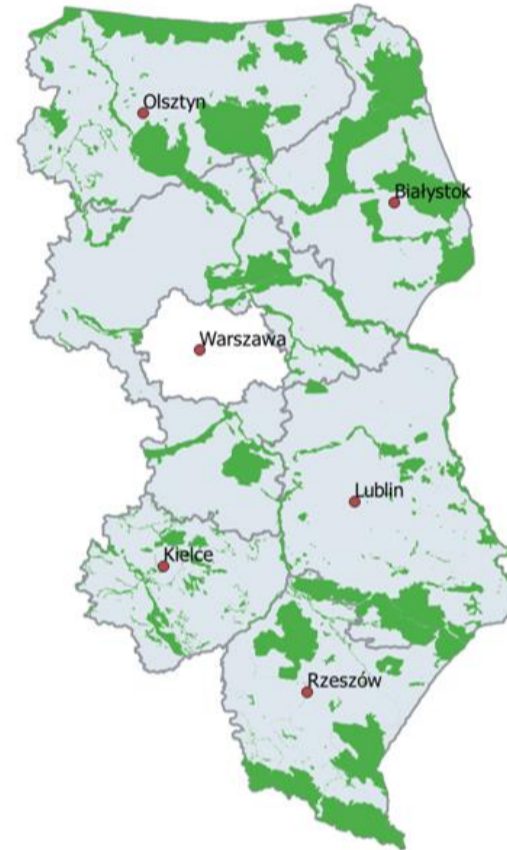 Olsztyn
Białystok
Warszawa
Lublin
Kielce
Rzeszów